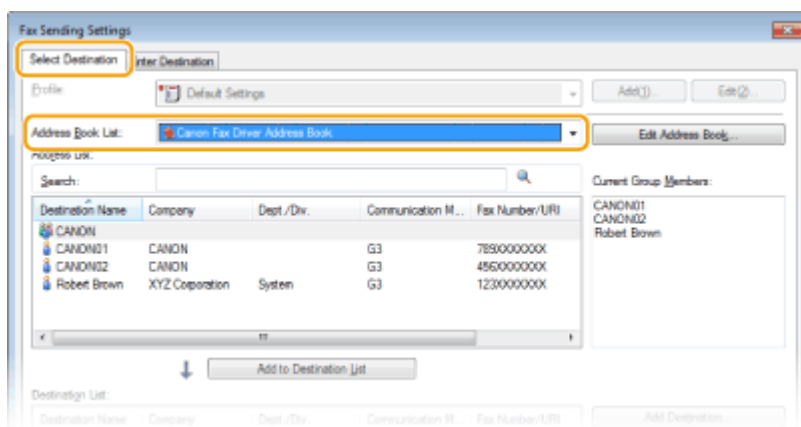 Fax Sending Settings
Select Destination Enter Destination
Profile: Default Settings Add(1)... Edit(2)...
Address Book List: Canon Fax Driver Address Book Edit Address Book...
Address List:
Search: Current Group Members:
Destination Name Company Dept./Div. Communication M... Fax Number/URI CANON01
CANON CANON02
CANON01 CANON G3 789XXXXXXX Robert Brown
CANON02 CANON G3 456XXXXXXX
Robert Brown XYZ Corporation System G3 123XXXXXXX
Add to Destination List
Destination List:
Destination Name Company Dept./Div. Communication M... Fax Number/URI Add Destination...